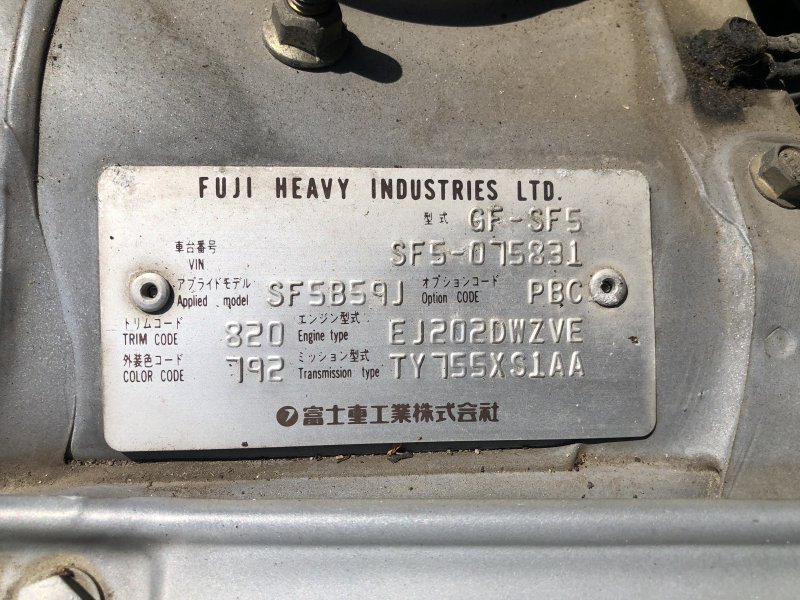 FUJI HEAVY INDUSTRIES LTD.
型式 GF-SF5
車台番号 VIN SF5-075831
アプライドモデル Applied model SF5B59J オプションコード Option CODE PBC
トリムコード TRIM CODE 820 エンジン型式 Engine type EJ202DWZVE
外装色コード COLOR CODE 792 ミッション型式 Transmission type TY755XS1AA
富士重工業株式会社